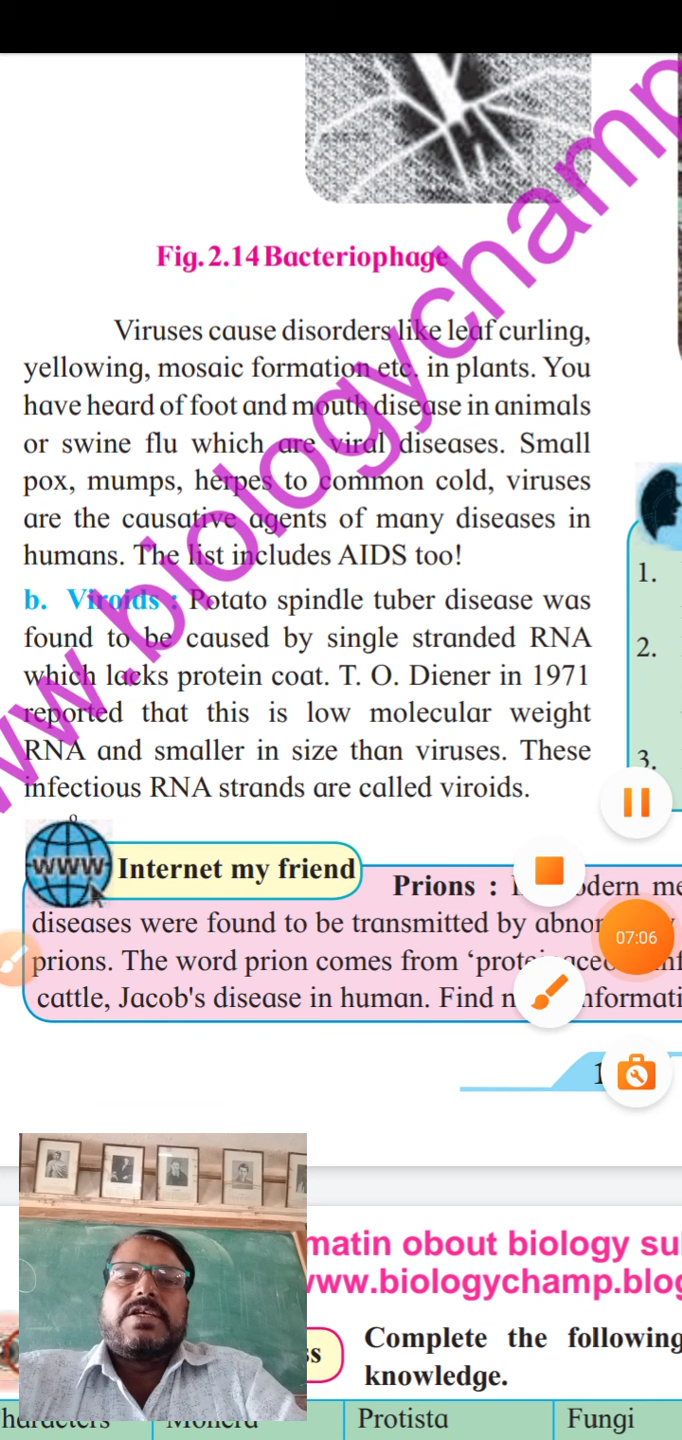 Fig.2.14 Bacteriophage
www.biologychamp
Viruses cause disorders like leaf curling,
yellowing, mosaic formation etc. in plants. You
have heard of foot and mouth disease in animals
or swine flu which are viral diseases. Small
pox, mumps, herpes to common cold, viruses
are the causative agents of many diseases in
humans. The list includes AIDS too!
b. Viroids : Potato spindle tuber disease was
found to be caused by single stranded RNA
which lacks protein coat. T. O. Diener in 1971
reported that this is low molecular weight
RNA and smaller in size than viruses. These
infectious RNA strands are called viroids.
1.
2.
3.
www Internet my friend
Prions :
diseases were found to be transmitted by
07:06
prions. The word prion comes from
cattle, Jacob's disease in human. Find
1
biology
Complete the following
knowledge.
Protista
Fungi